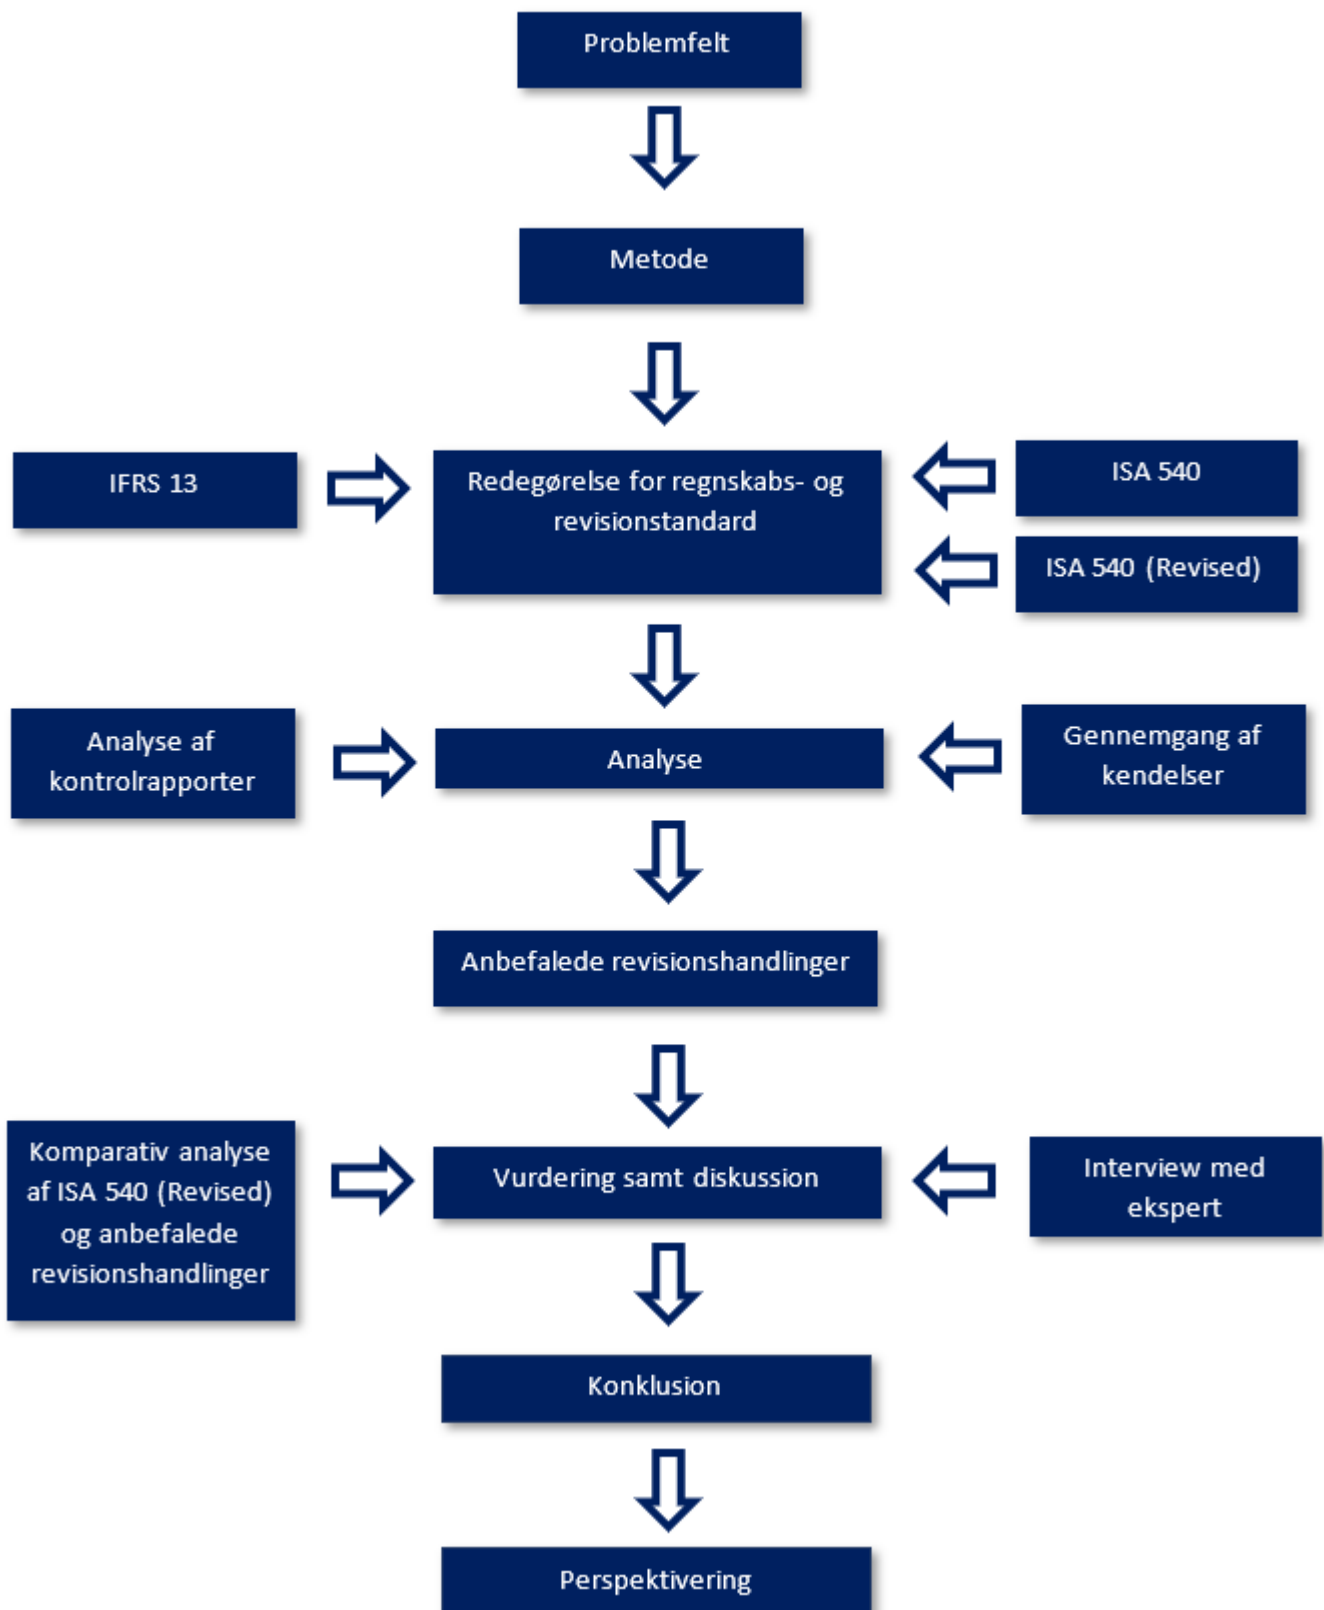 Problemfelt
Metode
IFRS 13
Redegørelse for regnskabs- og
revisionstandard
ISA 540
ISA 540 (Revised)
Analyse af
kontrolrapporter
Analyse
Gennemgang af
kendelser
Anbefalede revisionshandlinger
Komparativ analyse
af ISA 540 (Revised)
og anbefalede
revisionshandlinger
Vurdering samt diskussion
Interview med
ekspert
Konklusion
Perspektivering